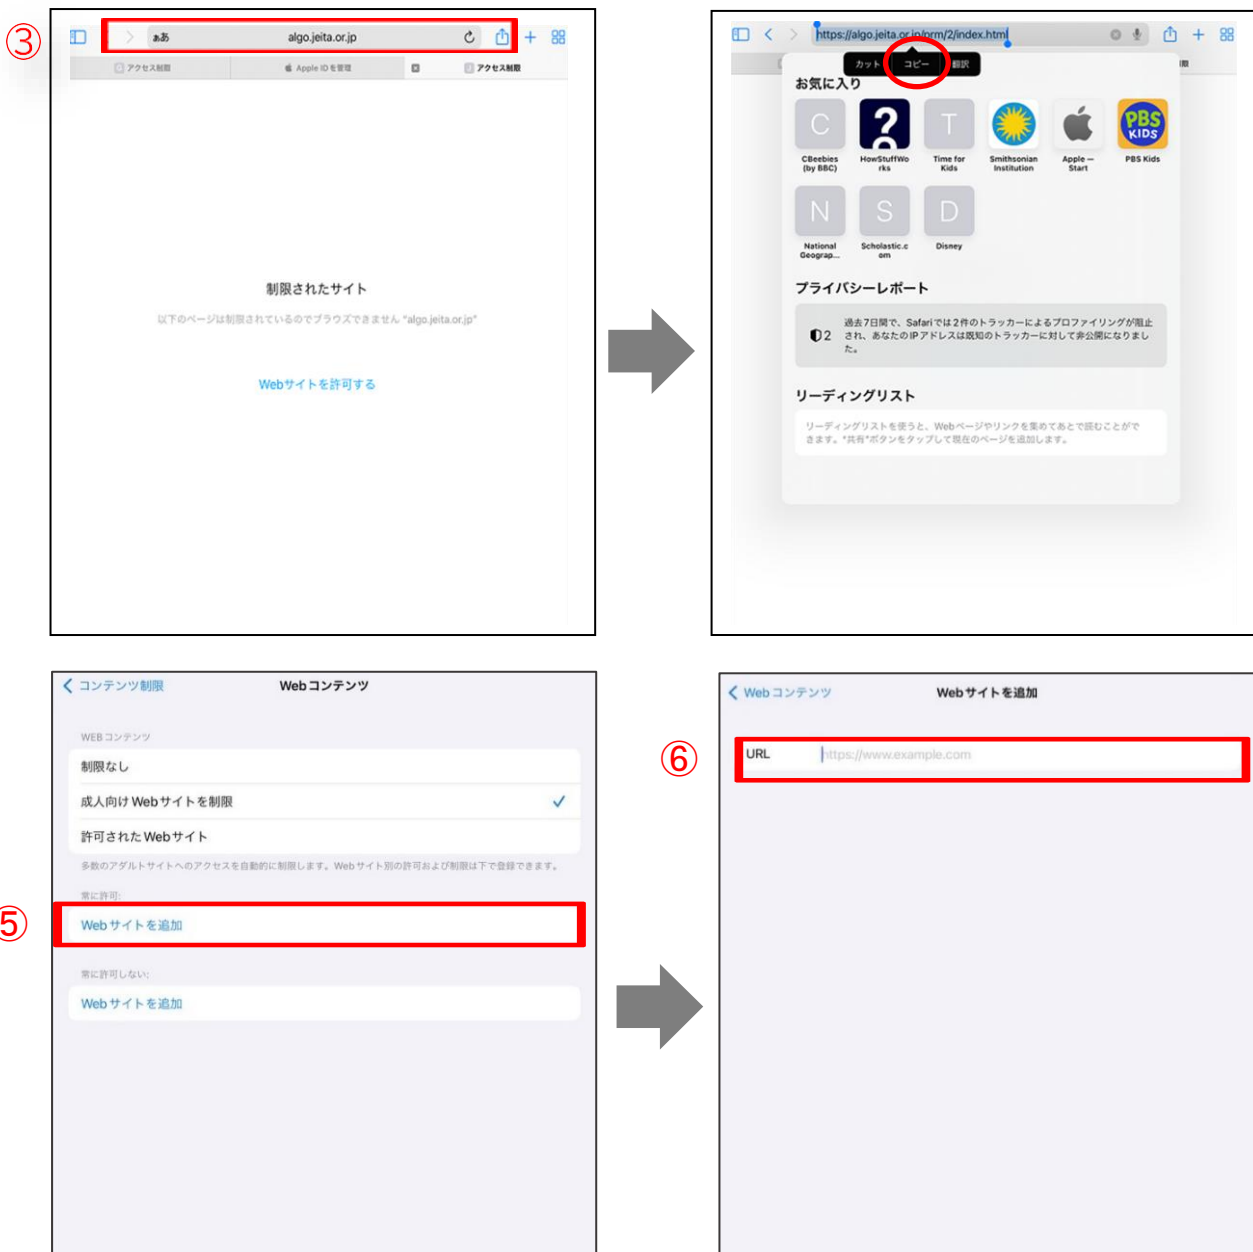 ③
ぁあ
algo.jeita.or.jp
アクセス制限
Apple ID を管理
アクセス制限
制限されたサイト
以下のページは制限されているのでブラウズできません "algo.jeita.or.jp"
Webサイトを許可する
https://algo.jeita.or.jp/prm/2/index.html
カット
コピー
翻訳
お気に入り
C
T
PBS
KIDS
CBeebies
(by BBC)
HowStuffWo
rks
Time for
Kids
Smithsonian
Institution
Apple —
Start
PBS Kids
N
S
D
National
Geograp...
Scholastic.c
om
Disney
プライバシーレポート
2
過去7日間で、Safariでは2件のトラッカーによるプロファイリングが阻止
され、あなたのIPアドレスは既知のトラッカーに対して非公開になりまし
た。
リーディングリスト
リーディングリストを使うと、Webページやリンクを集めてあとで読むことがで
きます。"共有"ボタンをタップして現在のページを追加します。
コンテンツ制限
Webコンテンツ
WEBコンテンツ
制限なし
成人向けWebサイトを制限
許可されたWebサイト
多数のアダルトサイトへのアクセスを自動的に制限します。Webサイト別の許可および制限は下で登録できます。
常に許可:
⑤
Webサイトを追加
常に許可しない:
Webサイトを追加
Webコンテンツ
Webサイトを追加
⑥
URL
https://www.example.com